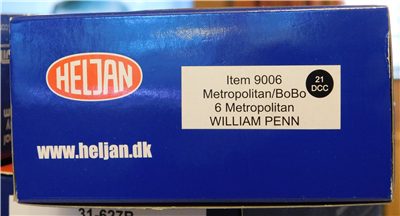 HELJAN
Item 9006
Metropolitan/BoBo
6 Metropolitan
WILLIAM PENN
21
DCC
www.heljan.dk